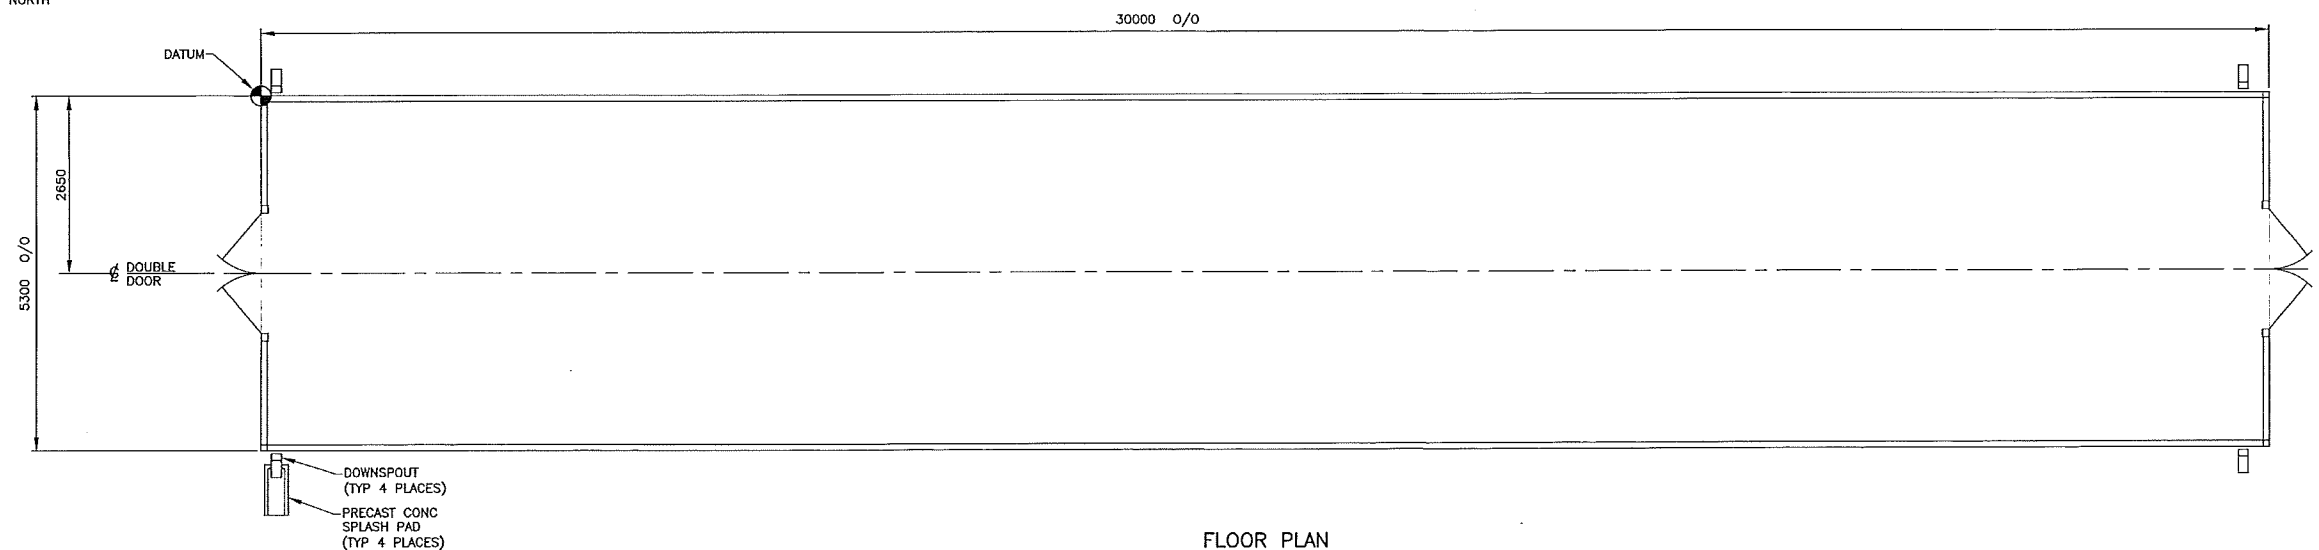 NORTH
30000 O/O
DATUM
2650
5300 O/O
℄ DOUBLE
DOOR
DOWNSPOUT
(TYP 4 PLACES)
PRECAST CONC
SPLASH PAD
(TYP 4 PLACES)
FLOOR PLAN